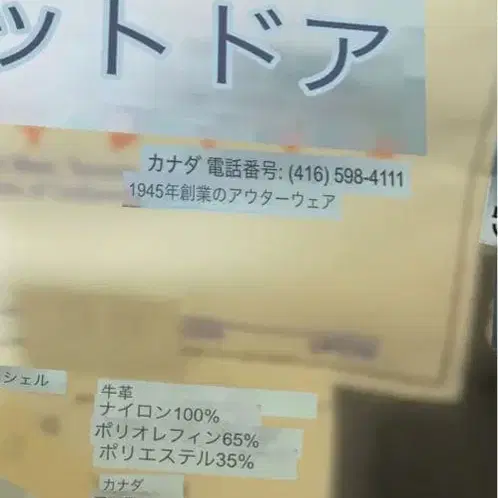 ットドア
カナダ 電話番号: (416) 598-4111
1945年創業のアウターウェア
シェル
牛革
ナイロン100%
ポリオレフィン65%
ポリエステル35%
カナダ